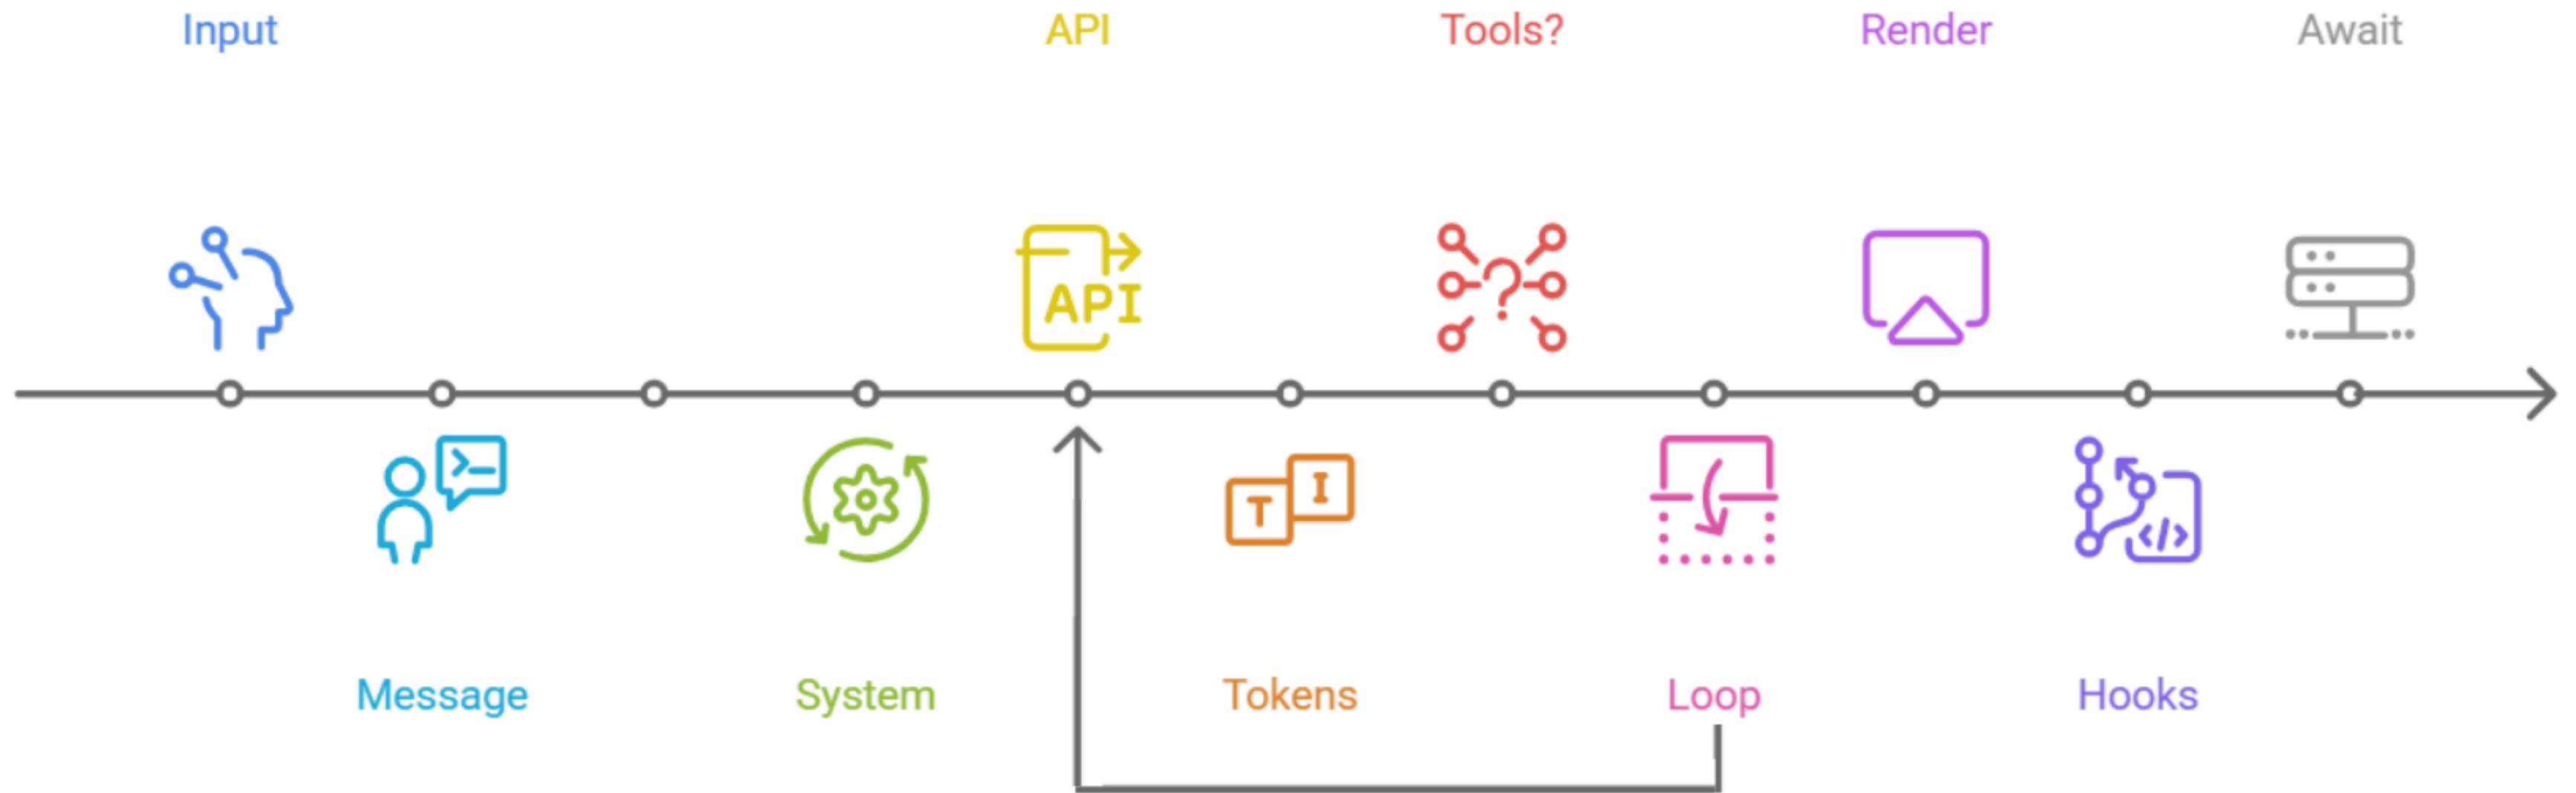 Input
API
Tools?
Render
Await
API
T
I
Message
System
Tokens
Loop
Hooks